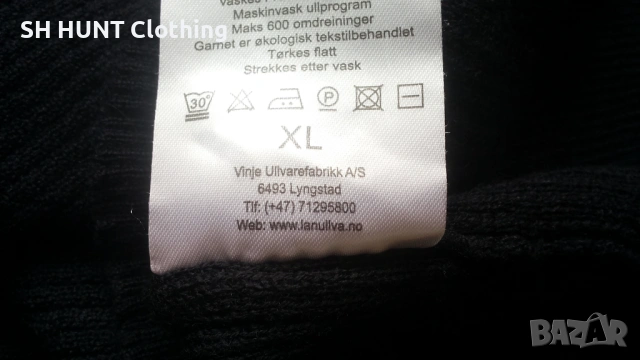 SH HUNT Clothing
Maskinvask ullprogram
Maks 600 omdreininger
Garnet er økologisk tekstilbehandlet
Tørkes flatt
Strekkes etter vask
30°
P
XL
Vinje Ullvarefabrikk A/S
6493 Lyngstad
Tlf: (+47) 71295800
Web: www.lanullva.no
BAZAR